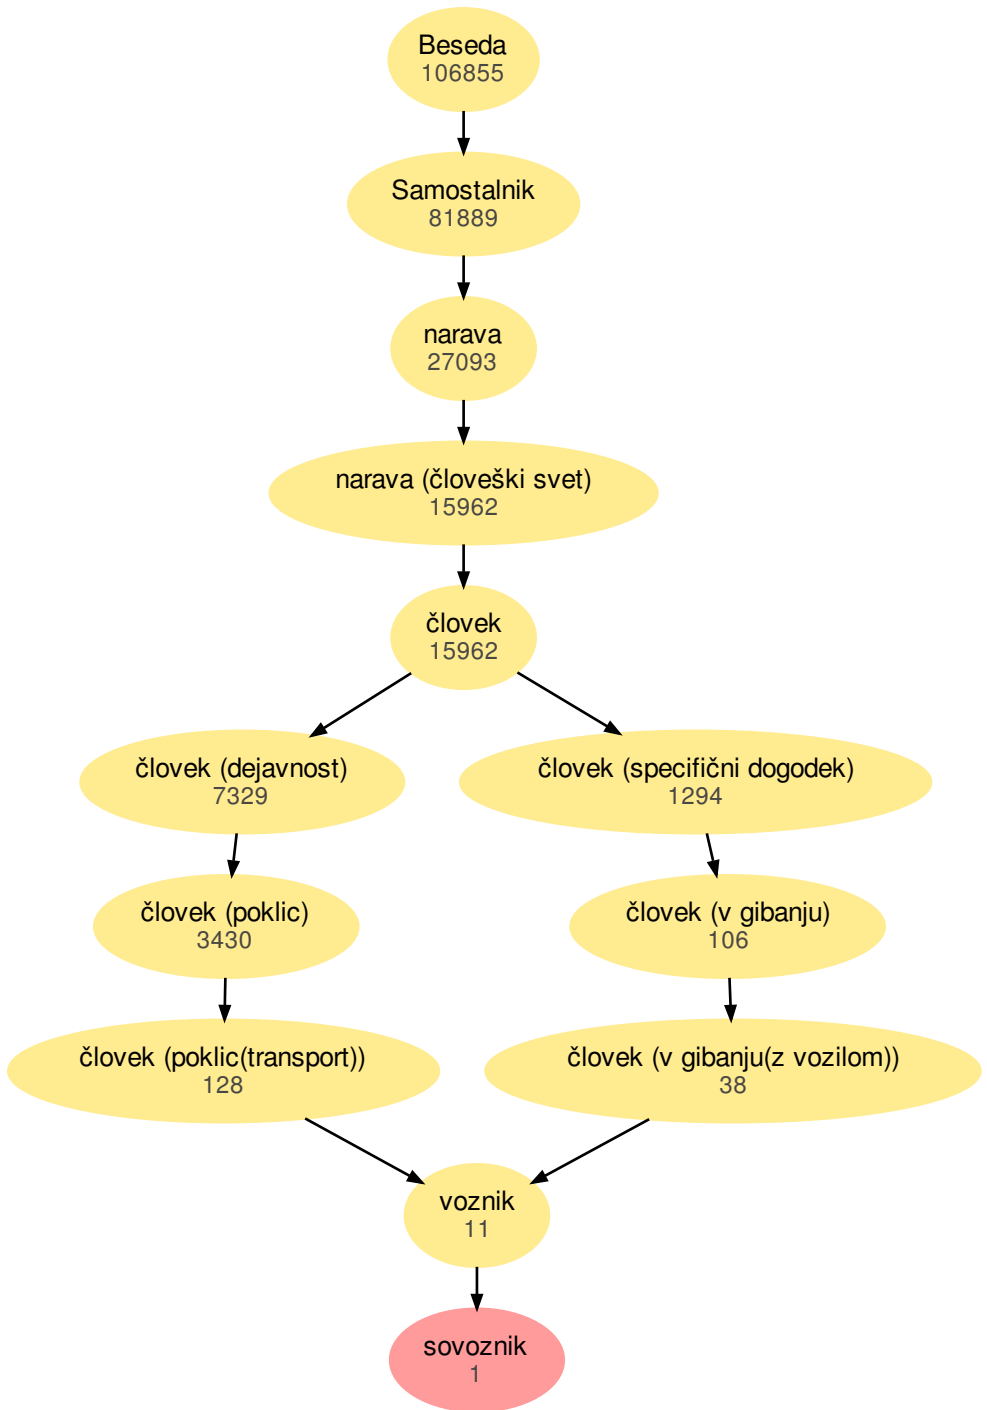 Beseda
106855
Samostalnik
81889
narava
27093
narava (človeški svet)
15962
človek
15962
človek (dejavnost)
7329
človek (specifični dogodek)
1294
človek (poklic)
3430
človek (v gibanju)
106
človek (poklic(transport))
128
človek (v gibanju(z vozilom))
38
voznik
11
sovoznik
1